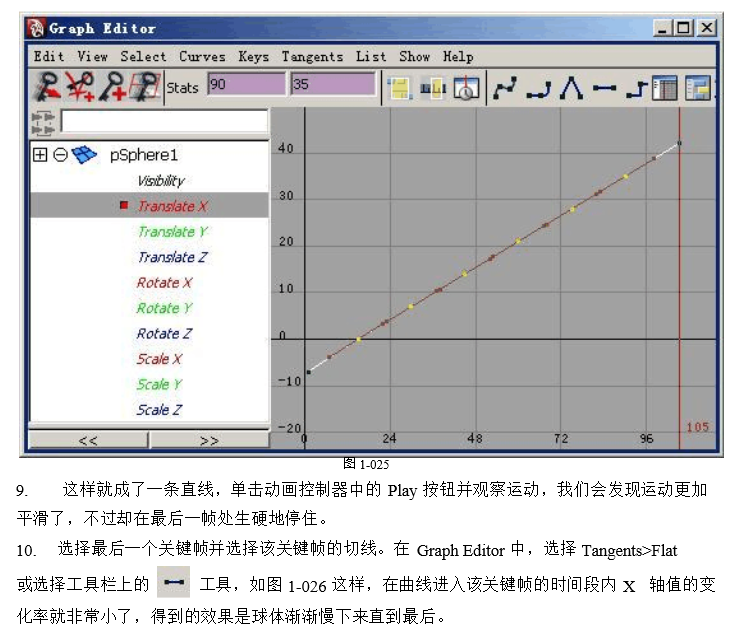 Graph Editor
Edit View Select Curves Keys Tangents List Show Help
Stats 90 35
pSphere1
Visibility
Translate X
Translate Y
Translate Z
Rotate X
Rotate Y
Rotate Z
Scale X
Scale Y
Scale Z
<< >>
40
30
20
10
0
-10
-20
0 24 48 72 96 105
图 1-025
9. 这样就成了一条直线，单击动画控制器中的 Play 按钮并观察运动，我们会发现运动更加
平滑了，不过却在最后一帧处生硬地停住。
10. 选择最后一个关键帧并选择该关键帧的切线。在 Graph Editor 中，选择 Tangents>Flat
或选择工具栏上的 工具，如图 1-026 这样，在曲线进入该关键帧的时间段内 X 轴值的变
化率就非常小了，得到的效果是球体渐渐慢下来直到最后。